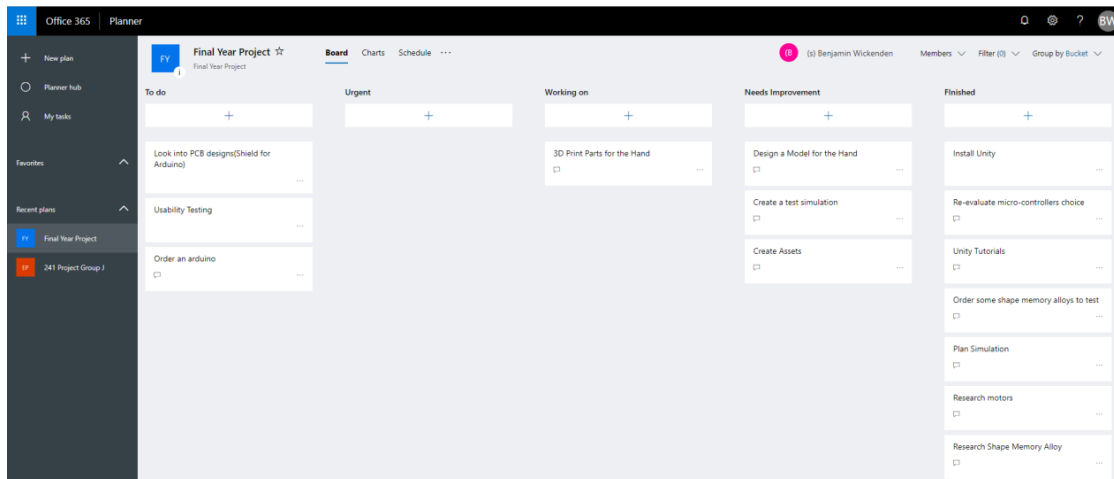 Office 365 Planner
BW
New plan
Planner hub
My tasks
Favorites
Recent plans
FY Final Year Project
EP 241 Project Group J
FY
Final Year Project
Final Year Project
Board Charts Schedule
(B (s) Benjamin Wickenden Members Filter (0) Group by Bucket
To do
Look into PCB designs(Shield for
Arduino)
Usability Testing
Order an arduino
Urgent
Working on
3D Print Parts for the Hand
Needs Improvement
Design a Model for the Hand
Create a test simulation
Create Assets
FInished
Install Unity
Re-evaluate micro-controllers choice
Unity Tutorials
Order some shape memory alloys to test
Plan Simulation
Research motors
Research Shape Memory Alloy